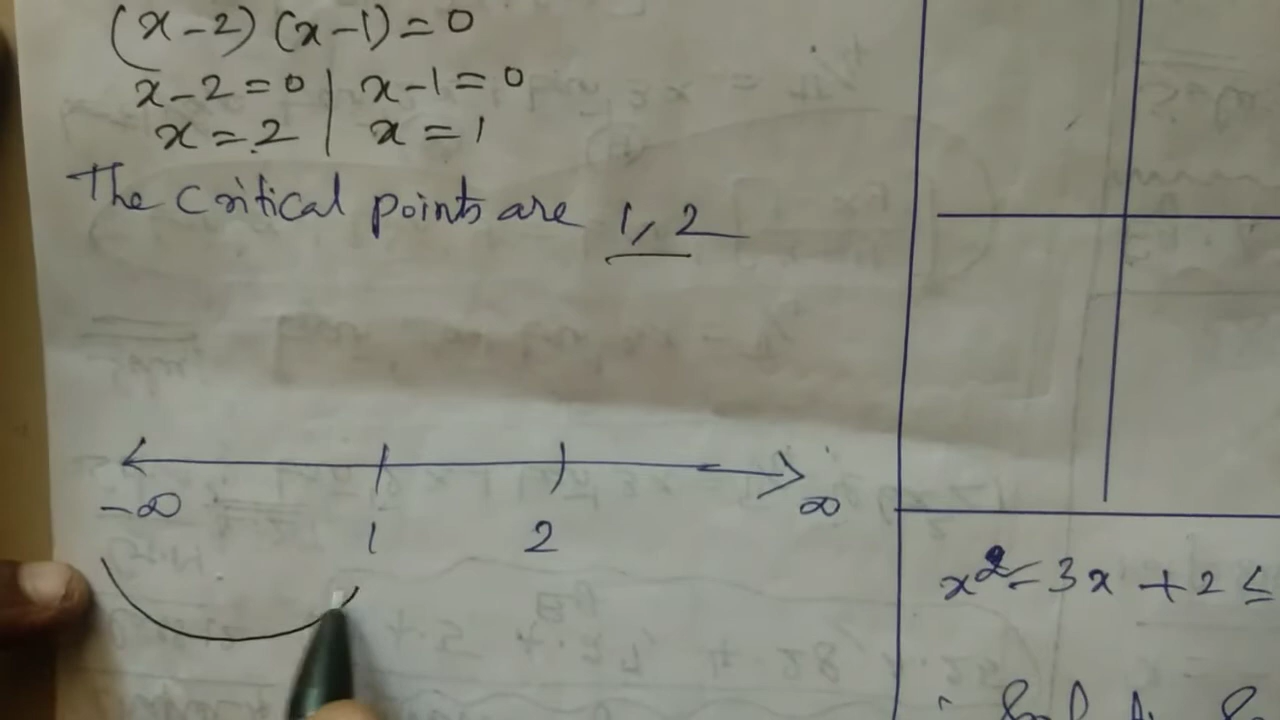 (x-2) (x-1) = 0
x-2 = 0 | x-1 = 0
x = 2 | x = 1
The critical points are 1, 2
-∞ 1 2 ∞
x²-3x+2 ≤